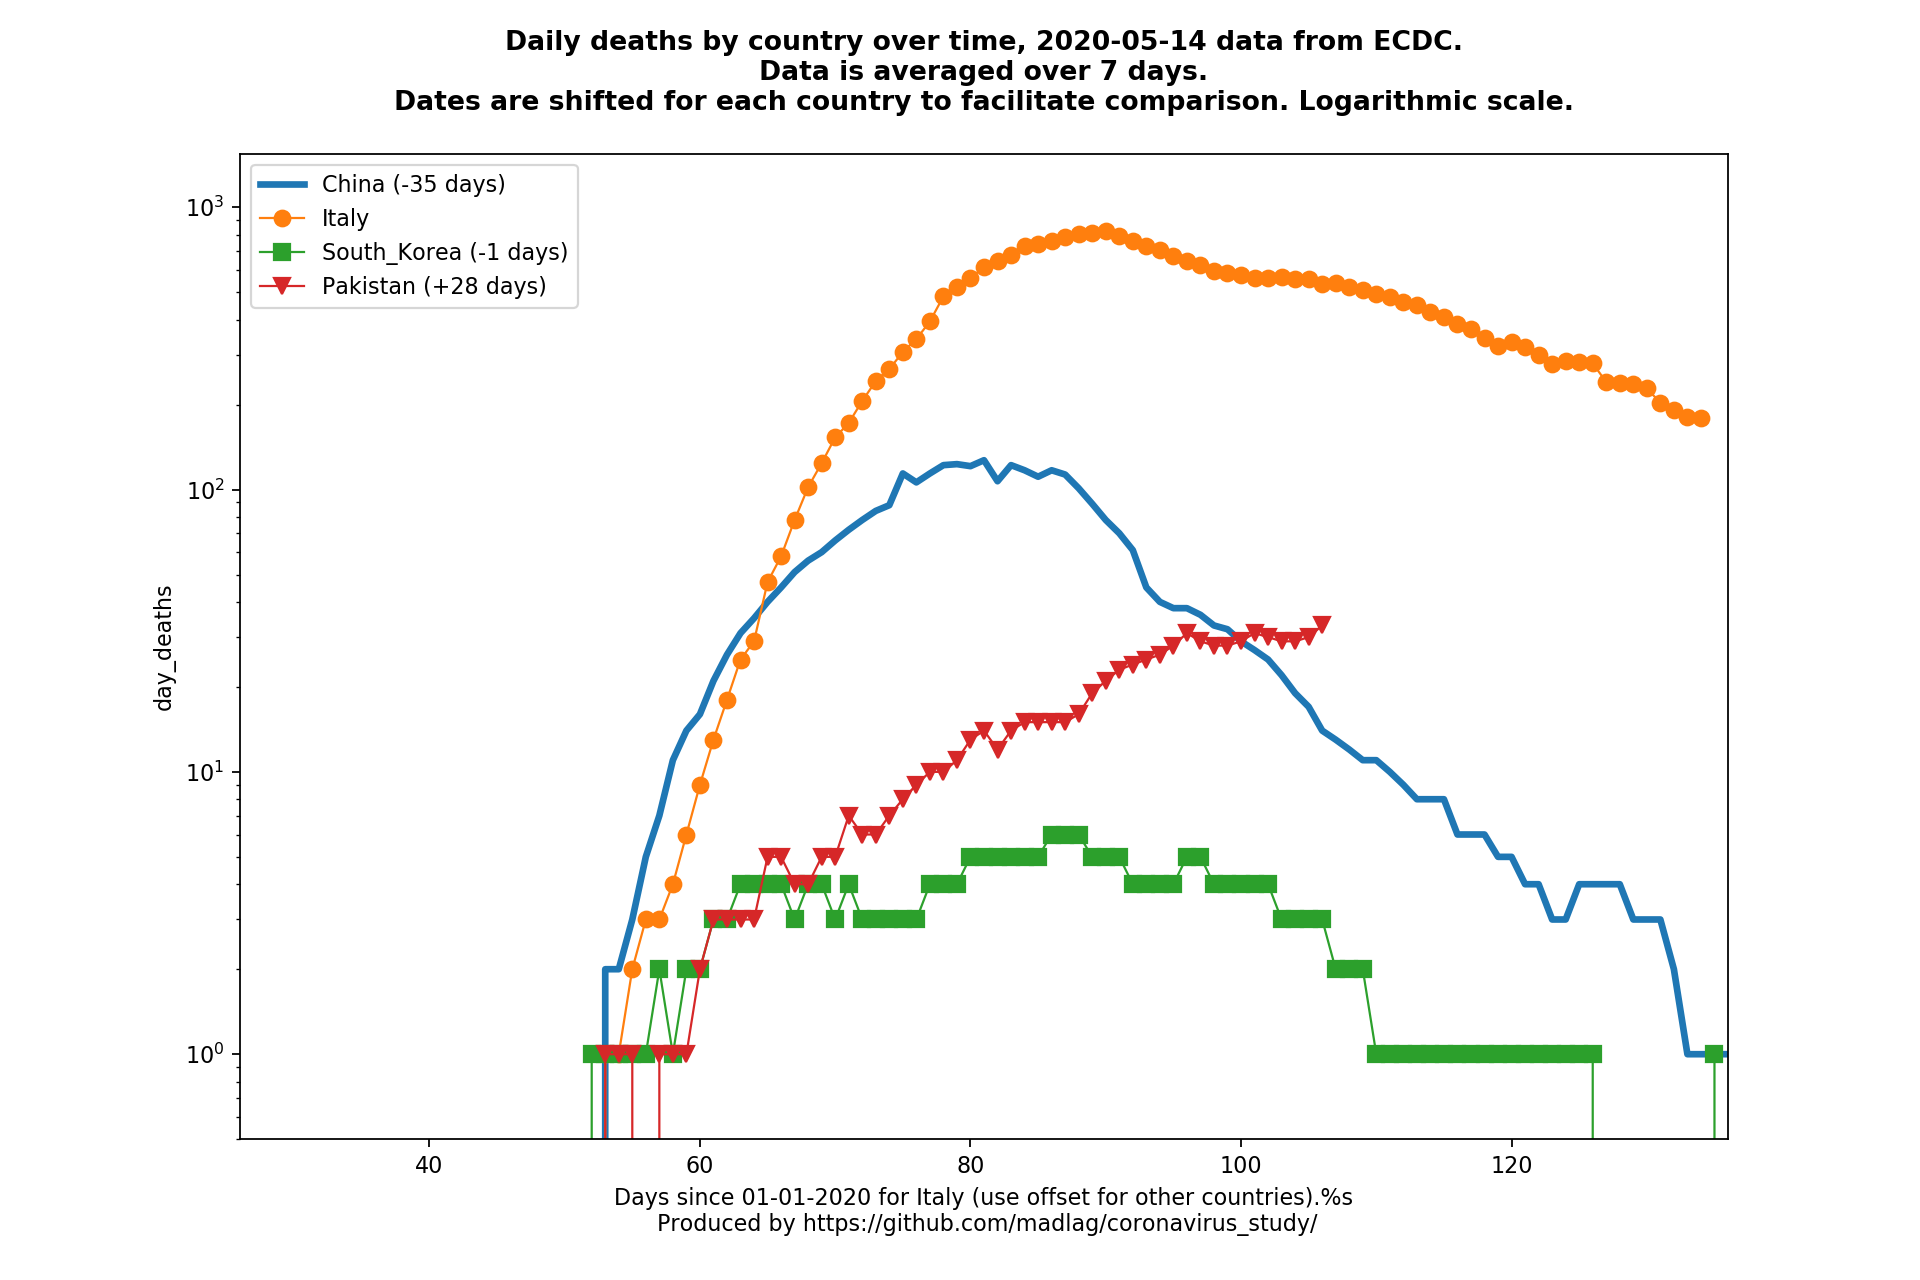 Daily deaths by country over time, 2020-05-14 data from ECDC.
Data is averaged over 7 days.
Dates are shifted for each country to facilitate comparison. Logarithmic scale.
China (-35 days)
Italy
South_Korea (-1 days)
Pakistan (+28 days)
10³
10²
10¹
10⁰
day_deaths
40 60 80 100 120
Days since 01-01-2020 for Italy (use offset for other countries).%s
Produced by https://github.com/madlag/coronavirus_study/